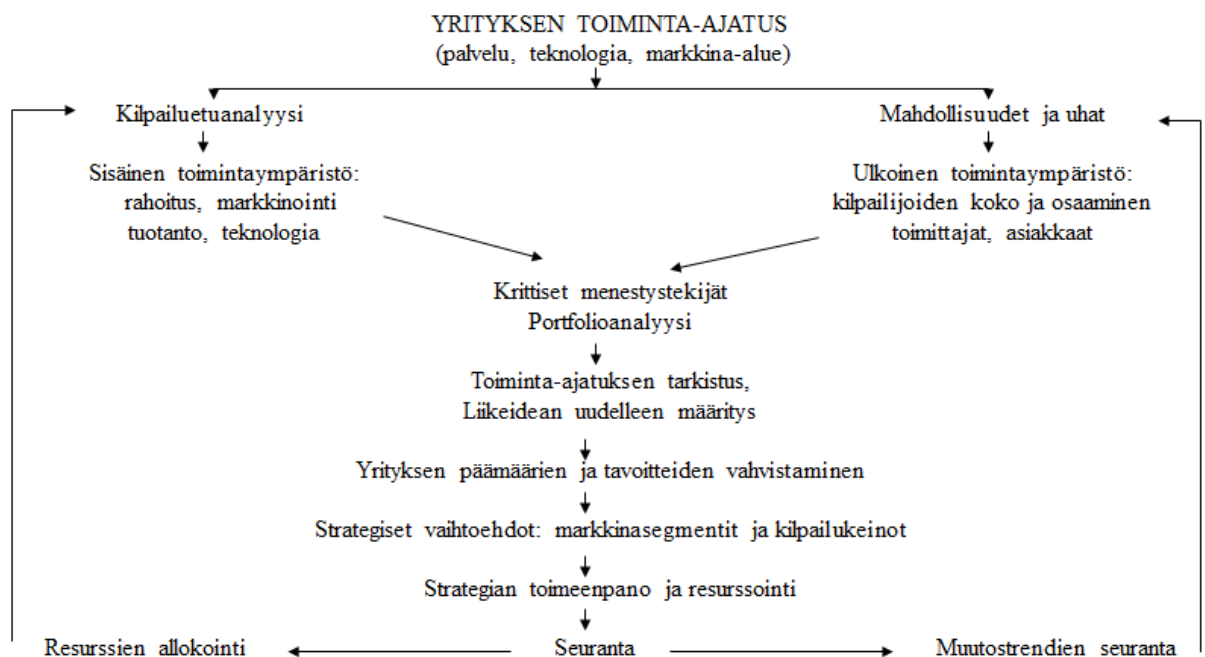 YRITYKSEN TOIMINTA-AJATUS
(palvelu, teknologia, markkina-alue)
Kilpailuetuanalyysi
Mahdollisuudet ja uhat
Sisäinen toimintaympäristö:
rahoitus, markkinointi
tuotanto, teknologia
Ulkoinen toimintaympäristö:
kilpailijoiden koko ja osaaminen
toimittajat, asiakkaat
Krittiset menestystekijät
Portfolioanalyysi
Toiminta-ajatuksen tarkistus,
Liikeidean uudelleen määritys
Yrityksen päämäärien ja tavoitteiden vahvistaminen
Strategiset vaihtoehdot: markkinasegmentit ja kilpailukeinot
Strategian toimeenpano ja resurssointi
Resurssien allokointi
Seuranta
Muutostrendien seuranta